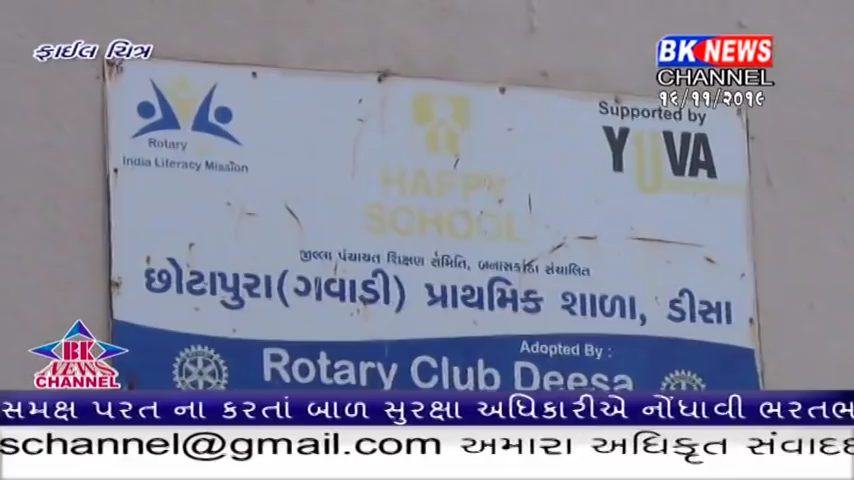 ફાઈલ ચિત્ર
BK NEWS
CHANNEL
૧૬/૧૧/૨૦૧૯
Rotary
India Literacy Mission
HAPPY
SCHOOL
Supported by
YUVA
જીલ્લા પંચાયત શિક્ષણ સમિતિ, બનાસકાંઠા સંચાલિત
છોટાપુરા(ગવાડી) પ્રાથમિક શાળા, ડીસા
Adopted By :
Rotary Club Deesa
BK
NEWS
CHANNEL
સમક્ષ પરત ના કરતાં બાળ સુરક્ષા અધિકારીએ નોંધાવી ભરતભ
schannel@gmail.com અમારા અધિકૃત સંવાદદ